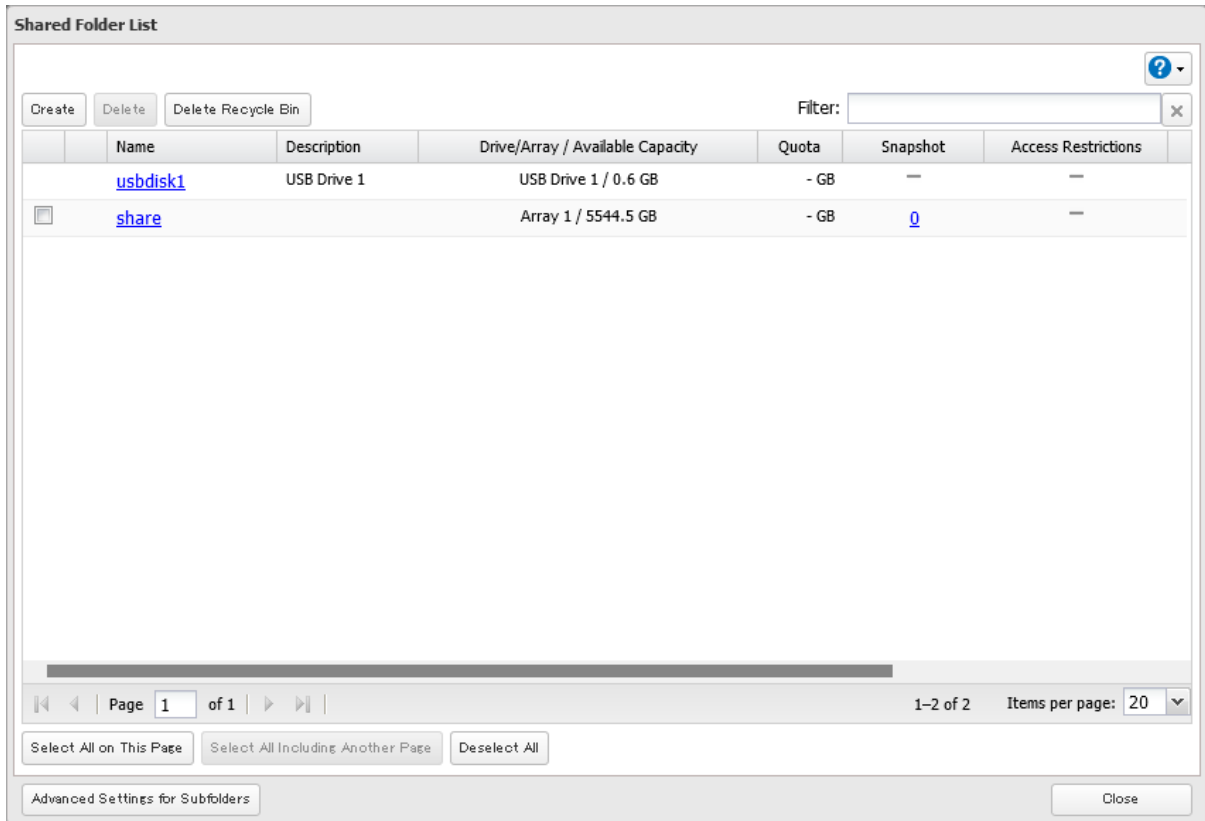 Shared Folder List
?
Create Delete Delete Recycle Bin Filter:
Name Description Drive/Array / Available Capacity Quota Snapshot Access Restrictions
usbdisk1 USB Drive 1 USB Drive 1 / 0.6 GB - GB — —
share Array 1 / 5544.5 GB - GB 0 —
Page 1 of 1 1–2 of 2 Items per page: 20
Select All on This Page Select All Including Another Page Deselect All
Advanced Settings for Subfolders Close